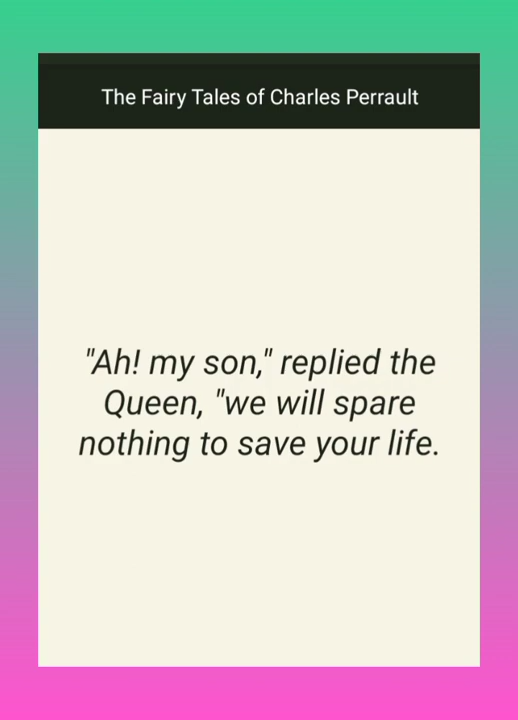 The Fairy Tales of Charles Perrault
"Ah! my son," replied the
Queen, "we will spare
nothing to save your life.